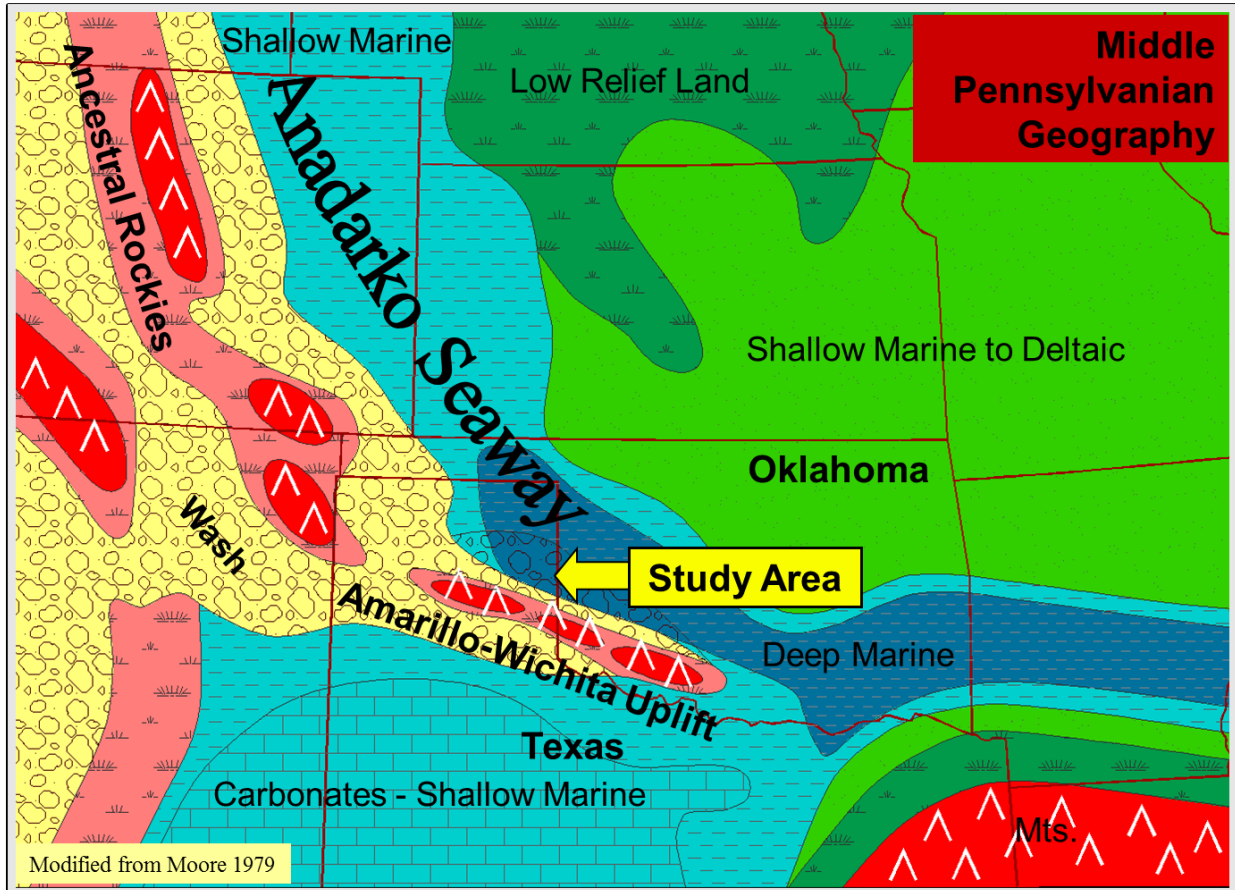 Shallow Marine
Low Relief Land
Middle
Pennsylvanian
Geography
Ancestral Rockies
Anadarko Seaway
Shallow Marine to Deltaic
Oklahoma
Wash
Study Area
Amarillo-Wichita Uplift
Deep Marine
Texas
Carbonates - Shallow Marine
Mts.
Modified from Moore 1979